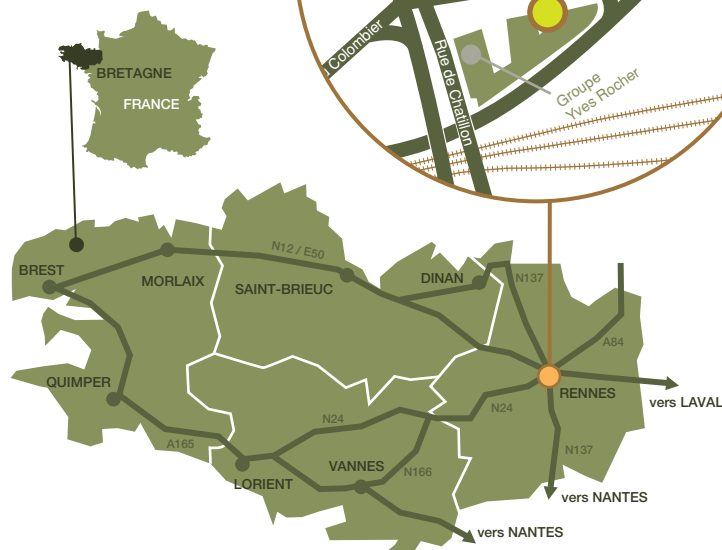 Colombier
Rue de Chatillon
Groupe
Yves Rocher
BRETAGNE
FRANCE
BREST
MORLAIX
N12 / E50
SAINT-BRIEUC
DINAN
N137
A84
QUIMPER
RENNES
vers LAVAL
N24
N24
A165
N137
VANNES
N166
LORIENT
vers NANTES
vers NANTES